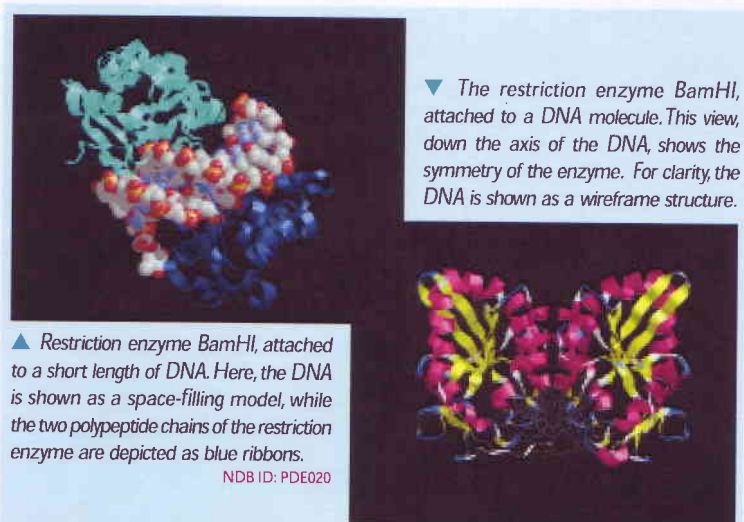 ▼ The restriction enzyme BamHI,
attached to a DNA molecule. This view,
down the axis of the DNA, shows the
symmetry of the enzyme. For clarity, the
DNA is shown as a wireframe structure.
▲ Restriction enzyme BamHI, attached
to a short length of DNA. Here, the DNA
is shown as a space-filling model, while
the two polypeptide chains of the restriction
enzyme are depicted as blue ribbons.
NDB ID: PDE020